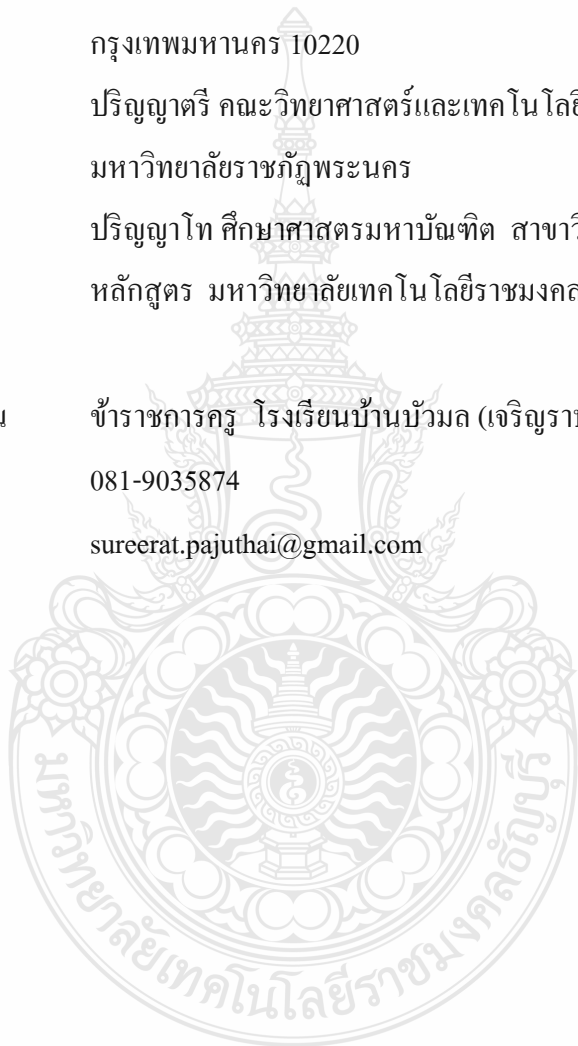 กรุงเทพมหานคร 10220
ปริญญาตรี คณะวิทยาศาสตร์และเทคโนโลยี
มหาวิทยาลัยราชภัฏพระนคร
ปริญญาโท ศึกษาศาสตรมหาบัณฑิต สาขาวิ
หลักสูตร มหาวิทยาลัยเทคโนโลยีราชมงคล
น ข้าราชการครู โรงเรียนบ้านบัวมล (เจริญราษ
081-9035874
sureerat.pajuthai@gmail.com
มหาวิทยาลัยเทคโนโลยีราชมงคลธัญบุรี